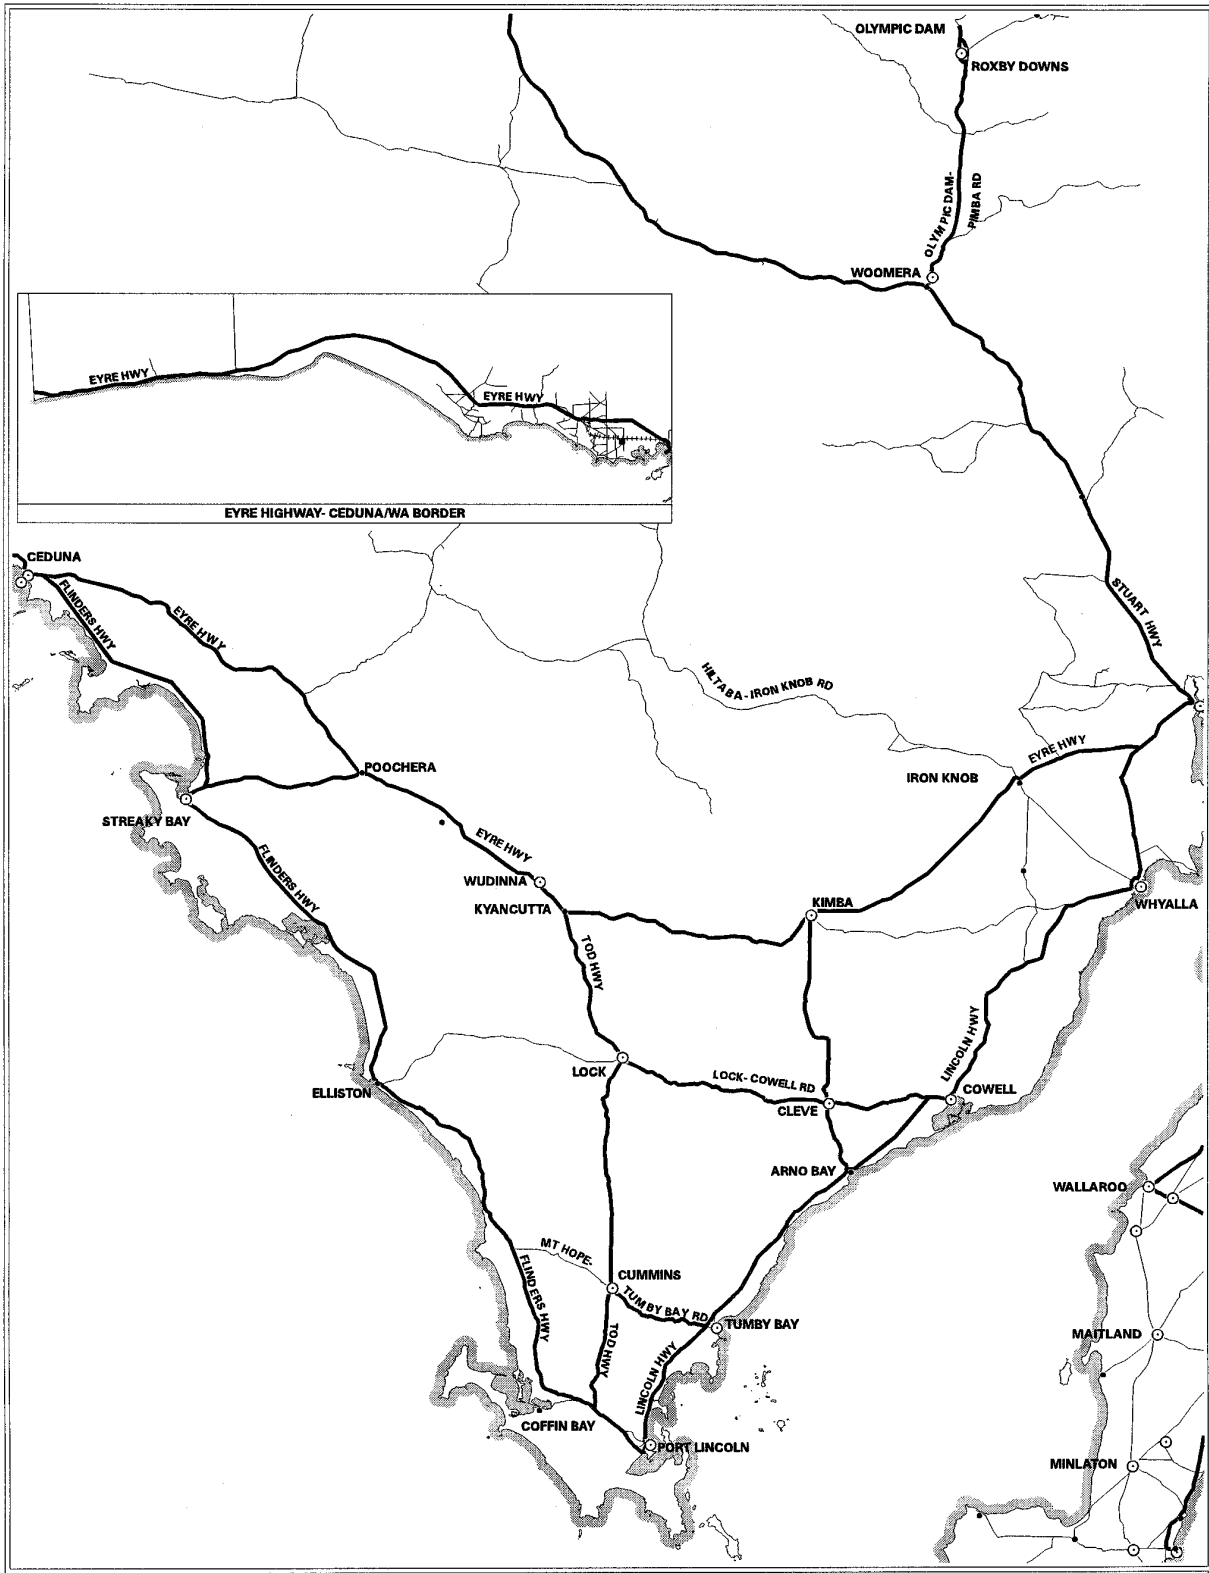 OLYMPIC DAM
ROXBY DOWNS
OLYMPIC DAM-
PIMBA RD
WOOMERA
EYRE HWY
EYRE HWY
EYRE HIGHWAY- CEDUNA/WA BORDER
CEDUNA
FLINDERS HWY
EYRE HWY
STUART HWY
HILTABA-IRON KNOB RD
EYRE HWY
POOCHERA
IRON KNOB
STREAKY BAY
FLINDERS HWY
EYRE HWY
WUDINNA
KYANCUTTA
KIMBA
WHYALLA
TOD HWY
LINCOLN HWY
LOCK
LOCK- COWELL RD
ELLISTON
CLEVE
COWELL
ARNO BAY
WALLAROO
MT HOPE-
FLINDERS HWY
CUMMINS
TUMBY BAY RD
TUMBY BAY
TOD HWY
LINCOLN HWY
MAITLAND
COFFIN BAY
PORT LINCOLN
MINLATON